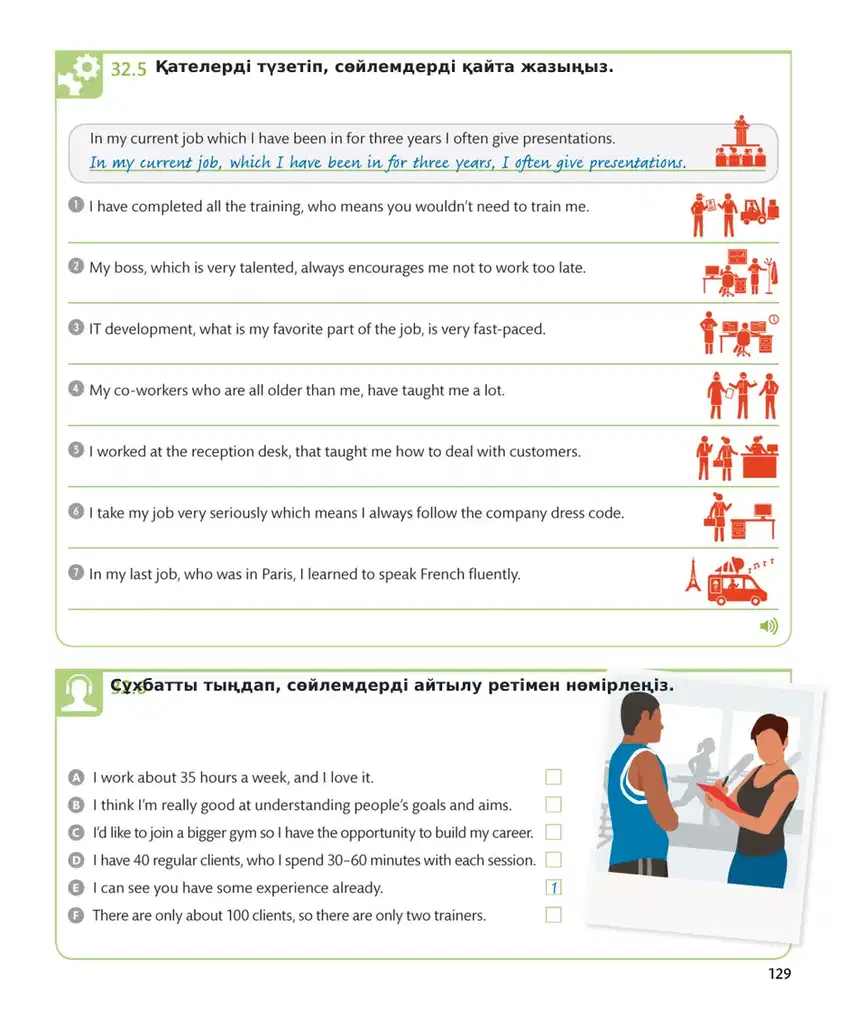 32.5 Қателерді түзетіп, сөйлемдерді қайта жазыңыз.
In my current job which I have been in for three years I often give presentations.
In my current job, which I have been in for three years, I often give presentations.
1 I have completed all the training, who means you wouldn't need to train me.
2 My boss, which is very talented, always encourages me not to work too late.
3 IT development, what is my favorite part of the job, is very fast-paced.
4 My co-workers who are all older than me, have taught me a lot.
5 I worked at the reception desk, that taught me how to deal with customers.
6 I take my job very seriously which means I always follow the company dress code.
7 In my last job, who was in Paris, I learned to speak French fluently.
32.6 Сұхбатты тыңдап, сөйлемдерді айтылу ретімен нөмірлеңіз.
A I work about 35 hours a week, and I love it.
B I think I'm really good at understanding people's goals and aims.
C I'd like to join a bigger gym so I have the opportunity to build my career.
D I have 40 regular clients, who I spend 30–60 minutes with each session.
E I can see you have some experience already. 1
F There are only about 100 clients, so there are only two trainers.
129